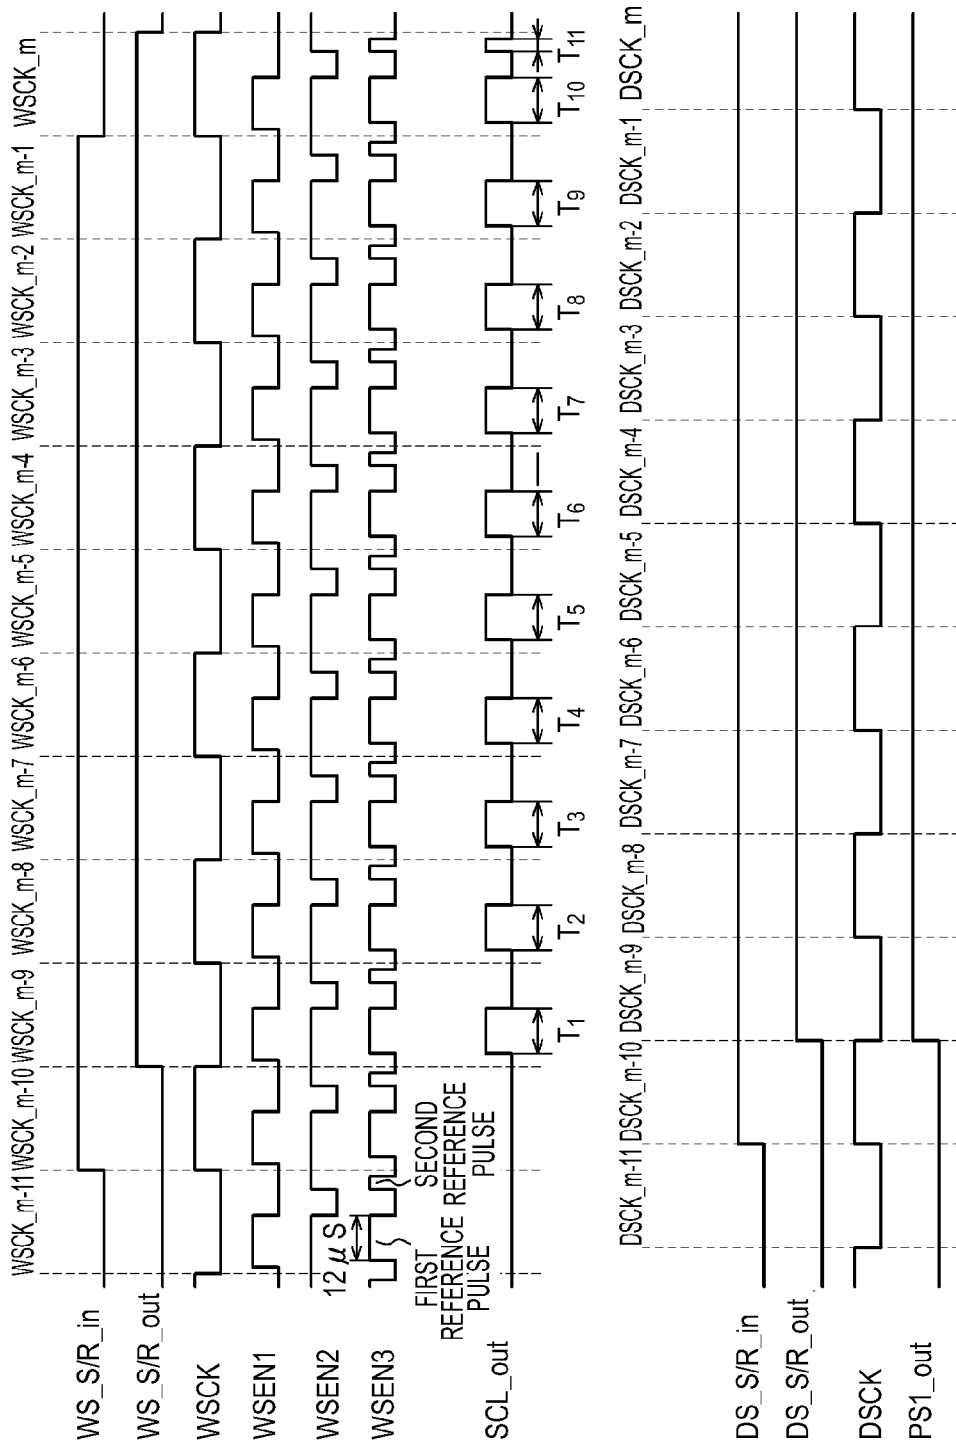 WSCK_m-11 WSCK_m-10 WSCK_m-9 WSCK_m-8 WSCK_m-7 WSCK_m-6 WSCK_m-5 WSCK_m-4 WSCK_m-3 WSCK_m-2 WSCK_m-1 WSCK_m
WS_S/R_in
WS_S/R_out
WSCK
WSEN1
WSEN2
12μS
WSEN3
FIRST REFERENCE PULSE
SECOND REFERENCE PULSE
SCL_out
T1 T2 T3 T4 T5 T6 T7 T8 T9 T10 T11
DSCK_m-11 DSCK_m-10 DSCK_m-9 DSCK_m-8 DSCK_m-7 DSCK_m-6 DSCK_m-5 DSCK_m-4 DSCK_m-3 DSCK_m-2 DSCK_m-1 DSCK_m
DS_S/R_in
DS_S/R_out
DSCK
PS1_out